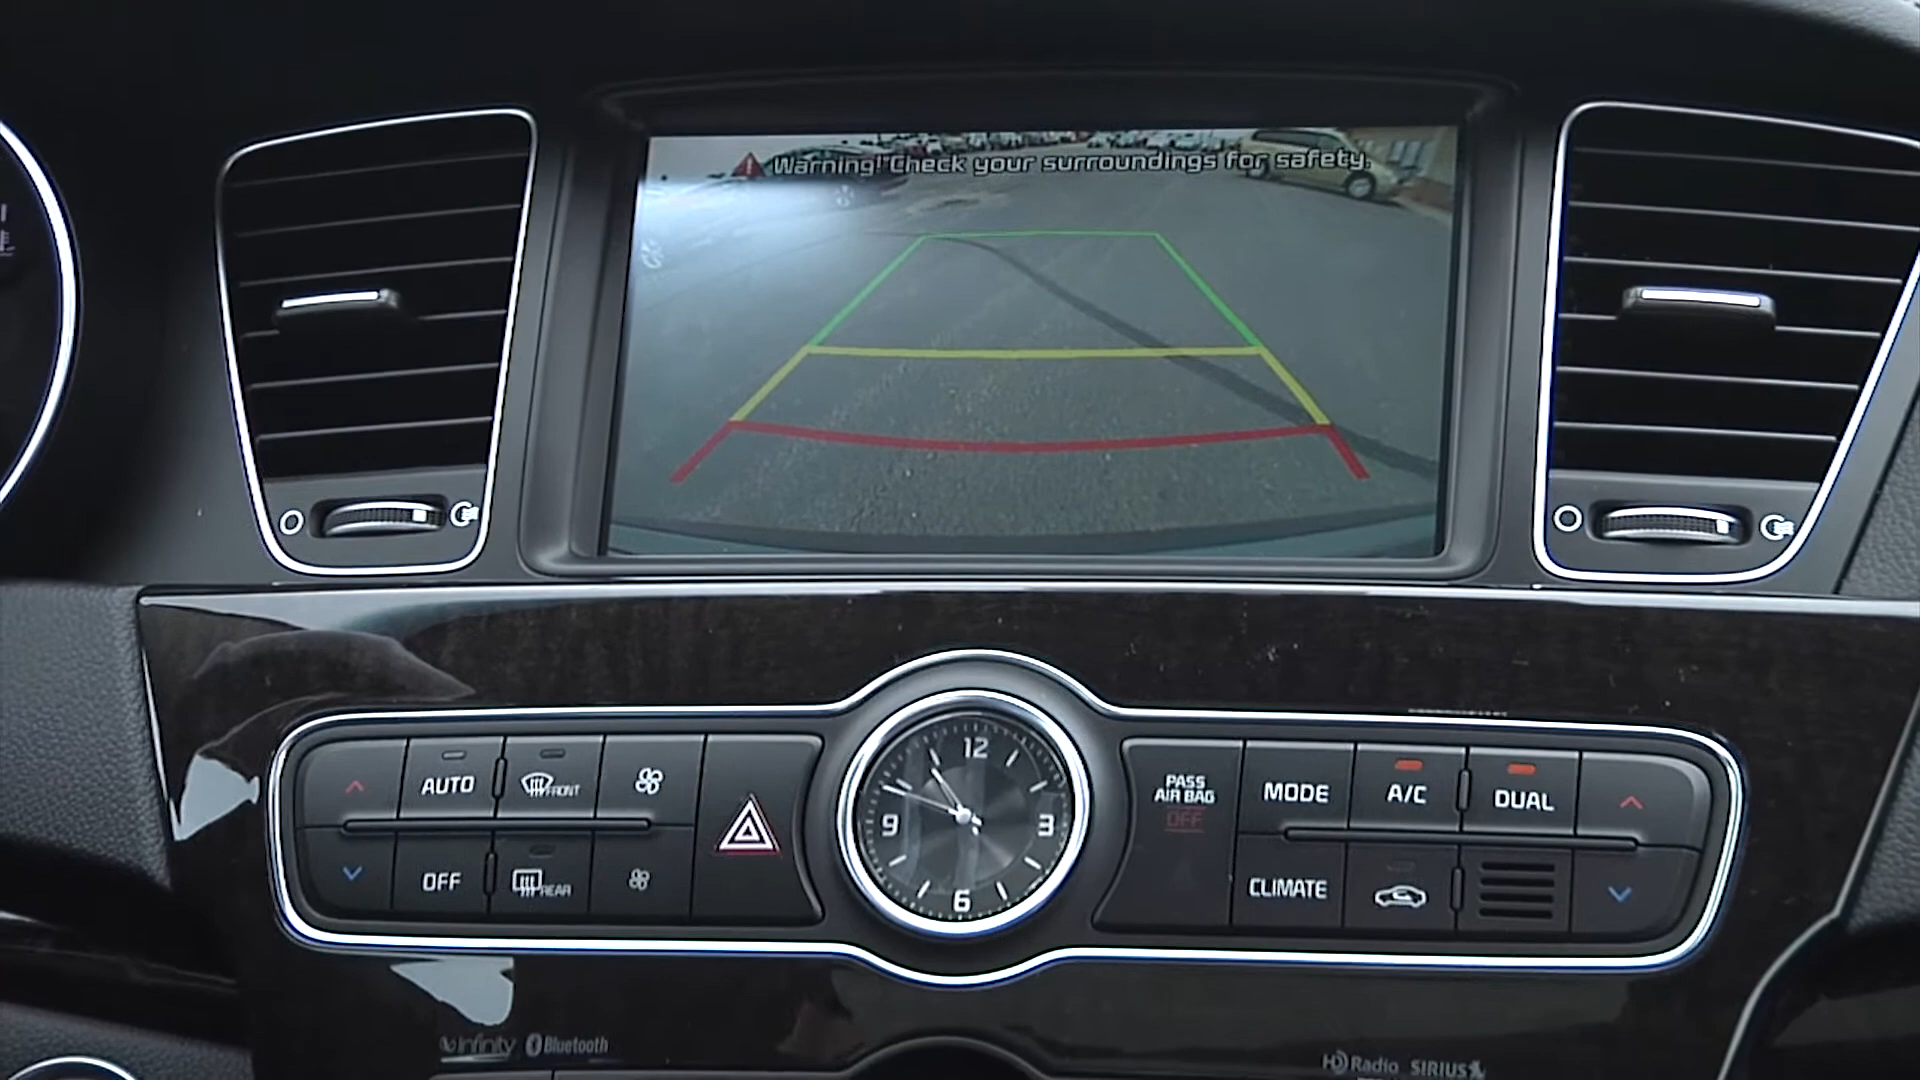 Warning! Check your surroundings for safety.
AUTO
FRONT
OFF
REAR
12
3
6
9
PASS
AIR BAG
OFF
MODE
A/C
DUAL
CLIMATE
Infinity
Bluetooth
HD Radio
SIRIUS